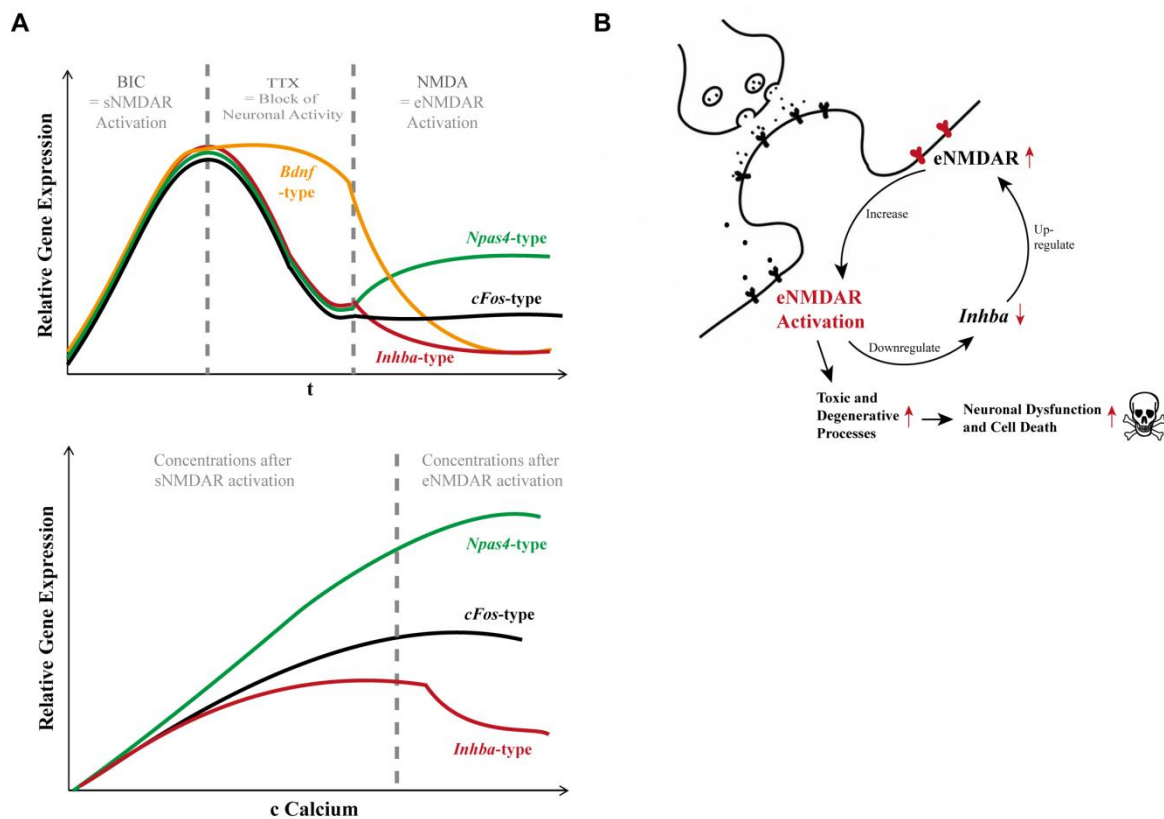 A
BIC
= sNMDAR
Activation
TTX
= Block of
Neuronal Activity
NMDA
= eNMDAR
Activation
Relative Gene Expression
Bdnf
-type
Npas4-type
cFos-type
Inhba-type
t
Concentrations after
sNMDAR activation
Concentrations after
eNMDAR activation
Relative Gene Expression
Npas4-type
cFos-type
Inhba-type
c Calcium
B
eNMDAR
Increase
Up-
regulate
eNMDAR
Activation
Inhba
Downregulate
Toxic and
Degenerative
Processes
Neuronal Dysfunction
and Cell Death